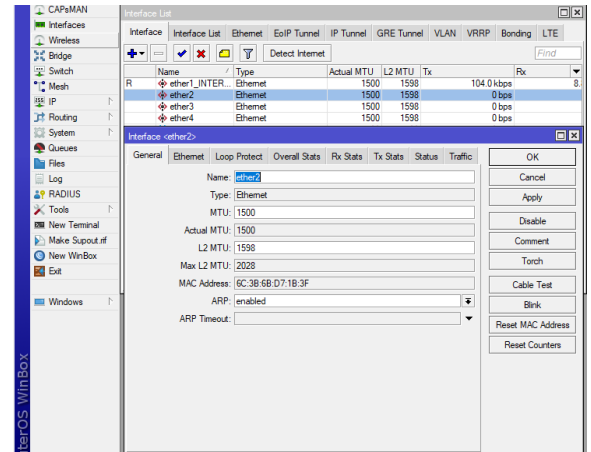 CAPsMAN
Interfaces
Wireless
Bridge
Switch
Mesh
IP
Routing
System
Queues
Files
Log
RADIUS
Tools
New Terminal
Make Supout.rif
New WinBox
Exit
Windows
terOS WinBox
Interface List
Interface Interface List Ethernet EoIP Tunnel IP Tunnel GRE Tunnel VLAN VRRP Bonding LTE
Detect Internet Find
Name / Type Actual MTU L2 MTU Tx Rx
R ether1_INTER... Ethernet 1500 1598 104.0 kbps 8.
ether2 Ethernet 1500 1598 0 bps
ether3 Ethernet 1500 1598 0 bps
ether4 Ethernet 1500 1598 0 bps
Interface <ether2>
General Ethernet Loop Protect Overall Stats Rx Stats Tx Stats Status Traffic
Name: ether2
Type: Ethernet
MTU: 1500
Actual MTU: 1500
L2 MTU: 1598
Max L2 MTU: 2028
MAC Address: 6C:3B:6B:D7:1B:3F
ARP: enabled
ARP Timeout:
OK
Cancel
Apply
Disable
Comment
Torch
Cable Test
Blink
Reset MAC Address
Reset Counters